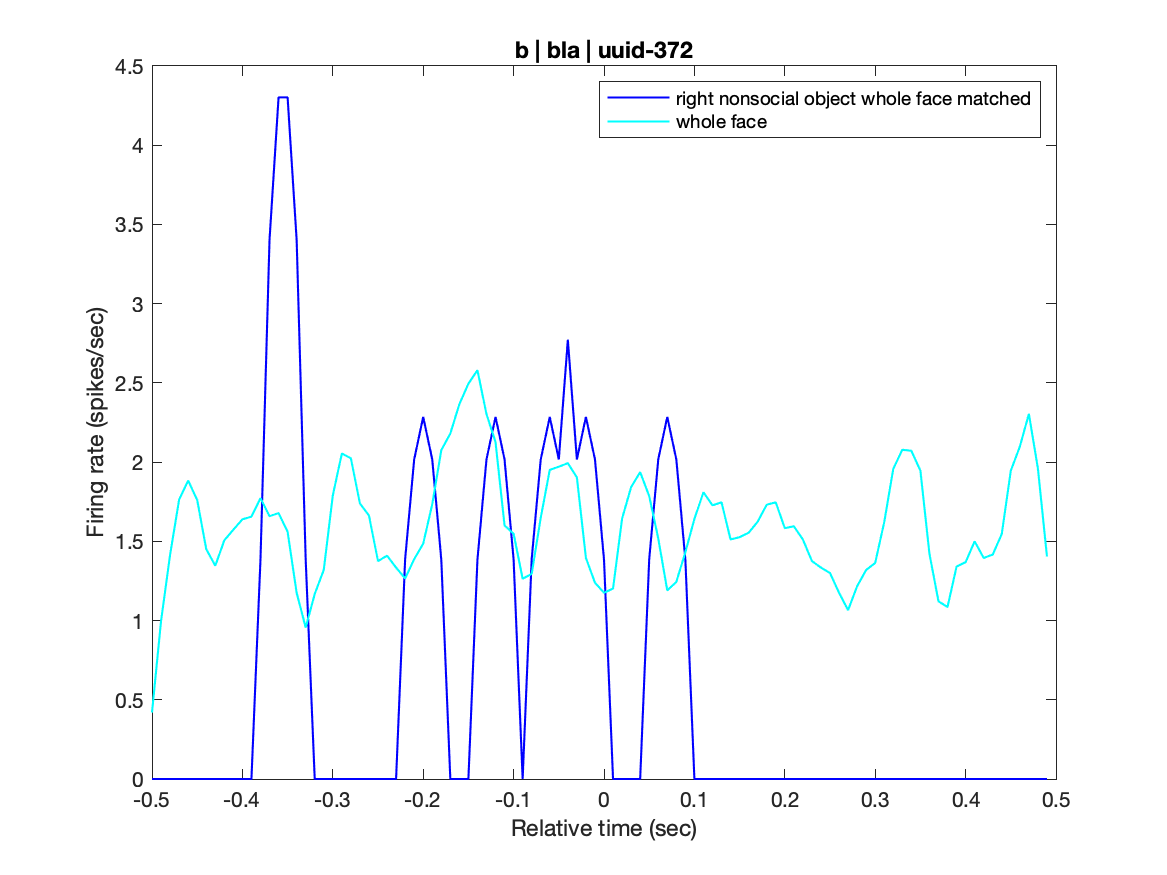 b | bla | uuid-372
right nonsocial object whole face matched
whole face
Firing rate (spikes/sec)
4.5
4
3.5
3
2.5
2
1.5
1
0.5
0
-0.5 -0.4 -0.3 -0.2 -0.1 0 0.1 0.2 0.3 0.4 0.5
Relative time (sec)